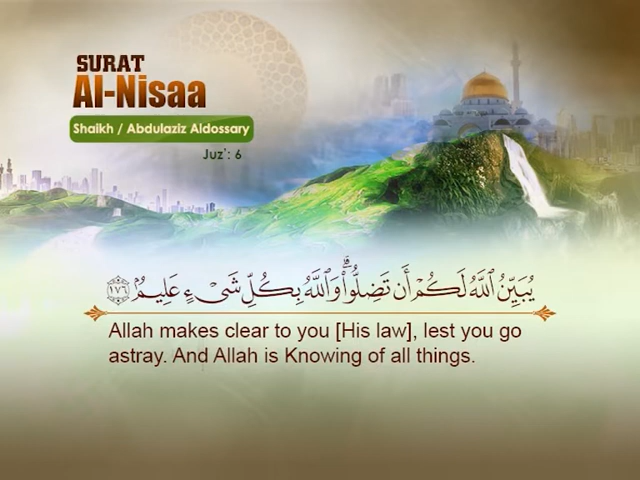 SURAT
Al-Nisaa
Shaikh / Abdulaziz Aldossary
Juz': 6
يُبَيِّنُ ٱللَّهُ لَكُمْ أَن تَضِلُّوا۟ ۗ وَٱللَّهُ بِكُلِّ شَىْءٍ عَلِيمٌۢ ١٧٦
Allah makes clear to you [His law], lest you go
astray. And Allah is Knowing of all things.